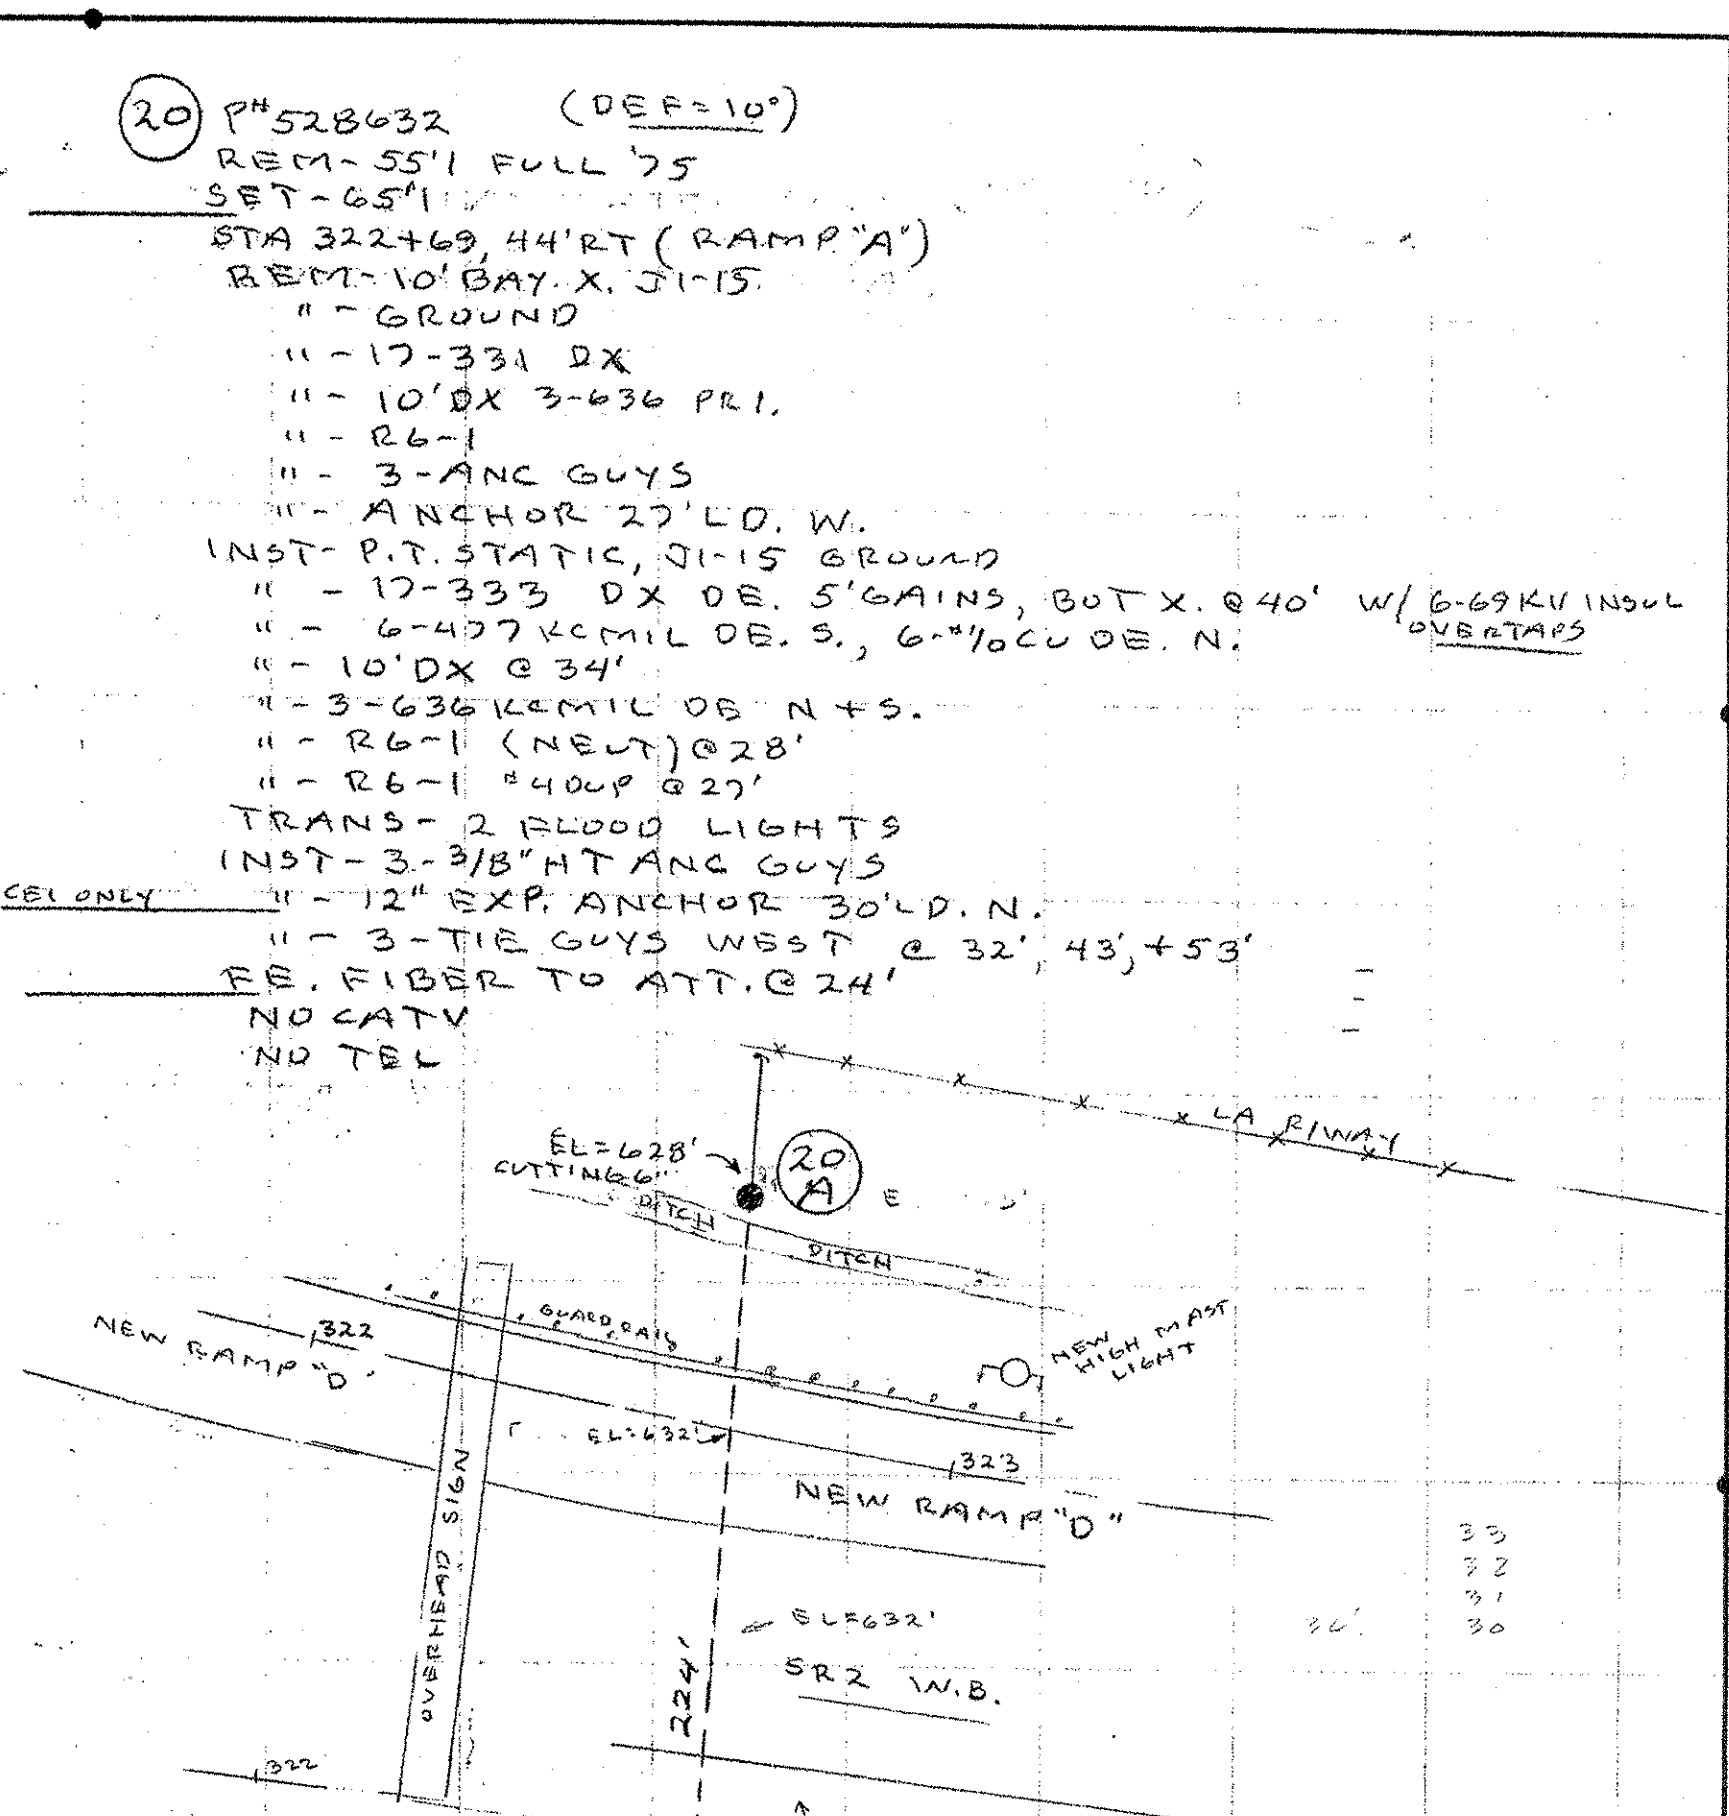 20 P#528632 (DEF=10°)
REM-55'1 FULL '75
SET-65'1
STA 322+69, 44'RT (RAMP "A")
REM-10'BAY. X. J1-15
" - GROUND
" - 17-331 DX
" - 10'DX 3-636 PRI.
" - R6-1
" - 3-ANC GUYS
" - ANCHOR 27'LD. W.
INST- P.T. STATIC, J1-15 GROUND
" - 17-333 DX DE. 5'GAINS, BOT X. @40' W/ 6-69KV INSUL
OVERTAPS
" - 6-477 KCMIL DE. S., 6-#1/0 CU DE. N.
" - 10'DX @ 34'
" - 3-636 KCMIL DE N + S.
" - R6-1 (NEUT) @ 28'
" - R6-1 #4DUP @ 27'
TRANS- 2 FLOOD LIGHTS
INST- 3-3/8" HT ANC GUYS
CEI ONLY " - 12" EXP. ANCHOR 30'LD. N.
" - 3-TIE GUYS WEST @ 32', 43', + 53'
FE. FIBER TO ATT. @ 24'
NO CATV
NO TEL
LA R/WAY
EL=628'
CUTTING 6"
20
A
E
DITCH
DITCH
GUARD RAIL
NEW
HIGH MAST
LIGHT
322
NEW RAMP "D"
EL=632'
323
NEW RAMP "D"
OVERHEAD SIGN
33
32
31
30
EL=632'
224'
SR2 W.B.
322